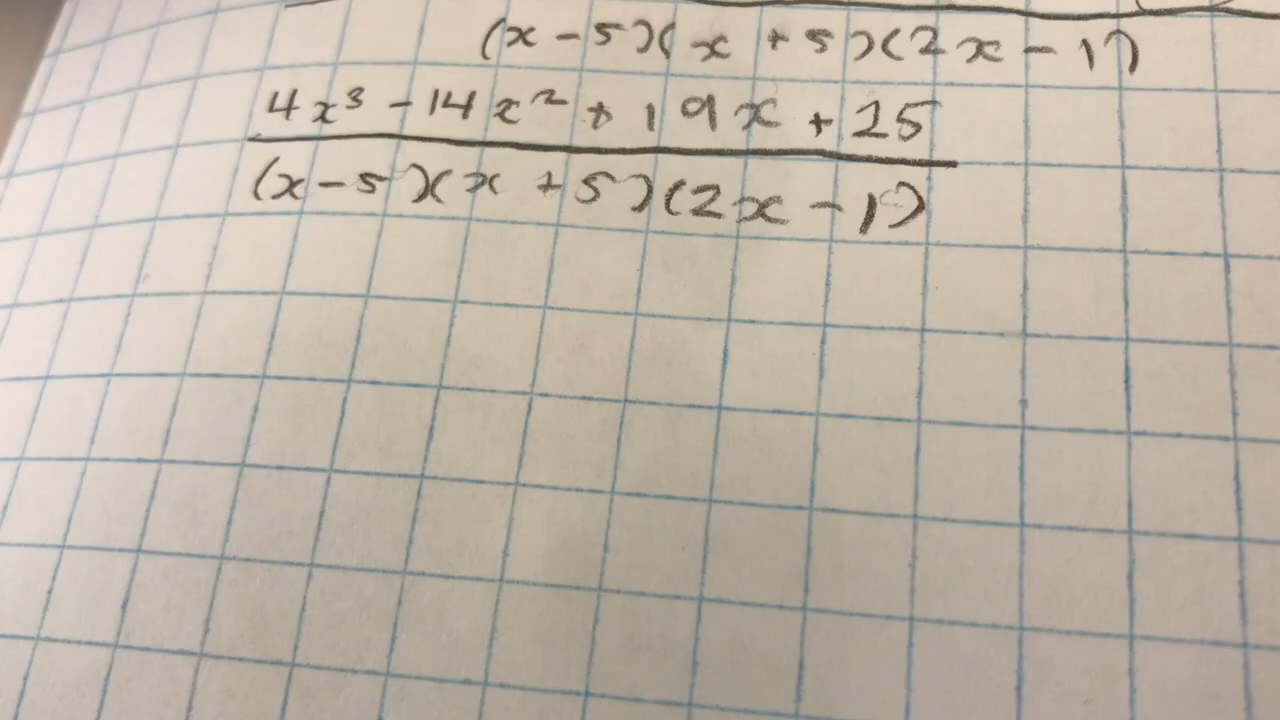 (x - 5)(x + 5)(2x - 1)
4x³ - 14x² + 19x + 25
(x - 5)(x + 5)(2x - 1)